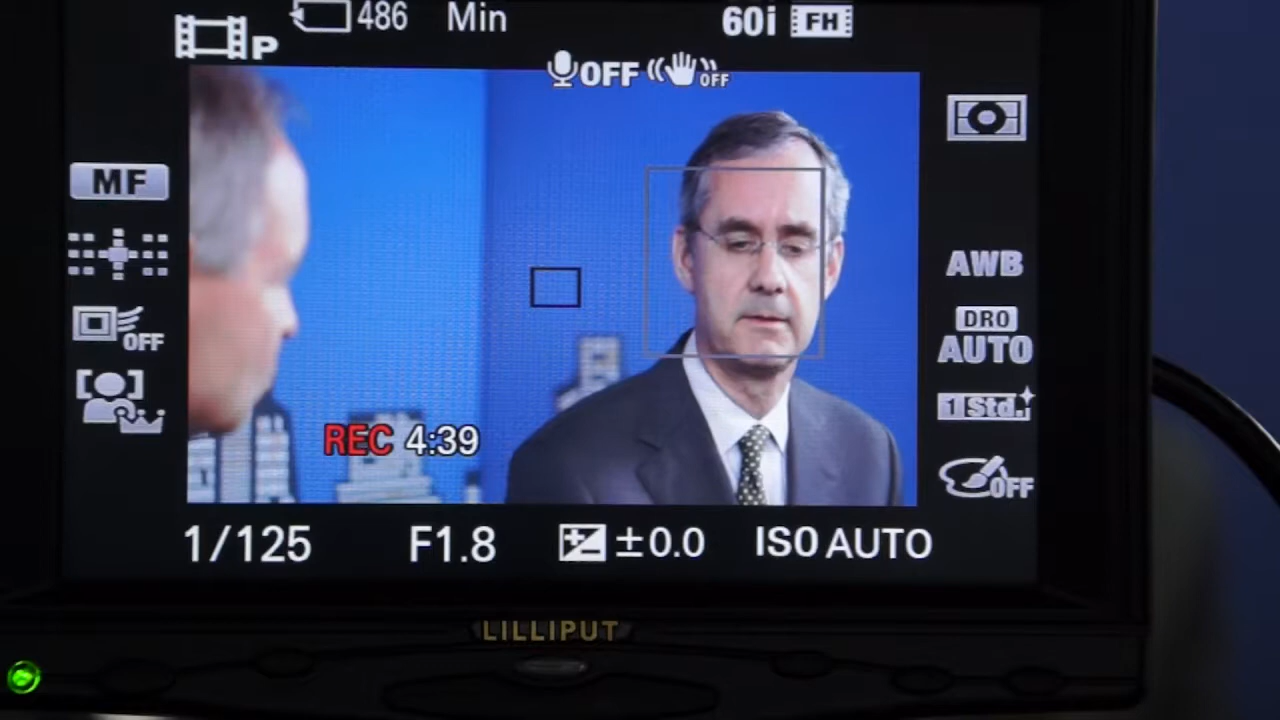 P 486 Min 60i FH
OFF OFF
MF
OFF
AWB
DRO
AUTO
1 Std.
OFF
REC 4:39
1/125 F1.8 ±0.0 ISO AUTO
LILLIPUT